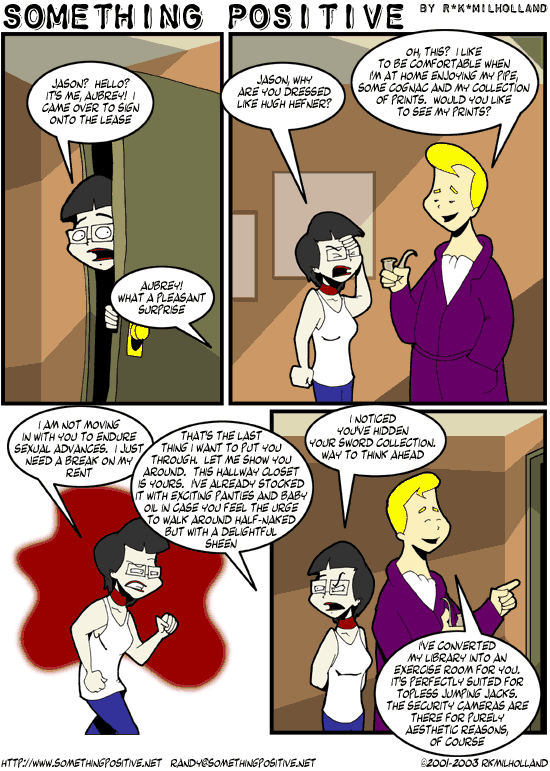 SOMETHING POSITIVE BY R*K*MILHOLLAND
JASON? HELLO?
IT'S ME, AUBREY! I
CAME OVER TO SIGN
ONTO THE LEASE
AUBREY!
WHAT A PLEASANT
SURPRISE
JASON, WHY
ARE YOU DRESSED
LIKE HUGH HEFNER?
OH, THIS? I LIKE
TO BE COMFORTABLE WHEN
I'M AT HOME ENJOYING MY PIPE,
SOME COGNAC AND MY COLLECTION
OF PRINTS. WOULD YOU LIKE
TO SEE MY PRINTS?
I AM NOT MOVING
IN WITH YOU TO ENDURE
SEXUAL ADVANCES. I JUST
NEED A BREAK ON MY
RENT
THAT'S THE LAST
THING I WANT TO PUT YOU
THROUGH. LET ME SHOW YOU
AROUND. THIS HALLWAY CLOSET
IS YOURS. I'VE ALREADY STOCKED
IT WITH EXCITING PANTIES AND BABY
OIL IN CASE YOU FEEL THE URGE
TO WALK AROUND HALF-NAKED
BUT WITH A DELIGHTFUL
SHEEN
I NOTICED
YOU'VE HIDDEN
YOUR SWORD COLLECTION.
WAY TO THINK AHEAD
I'VE CONVERTED
MY LIBRARY INTO AN
EXERCISE ROOM FOR YOU.
IT'S PERFECTLY SUITED FOR
TOPLESS JUMPING JACKS.
THE SECURITY CAMERAS ARE
THERE FOR PURELY
AESTHETIC REASONS,
OF COURSE
HTTP://WWW.SOMETHINGPOSITIVE.NET RANDY@SOMETHINGPOSITIVE.NET ©2001-2003 RKMILHOLLAND